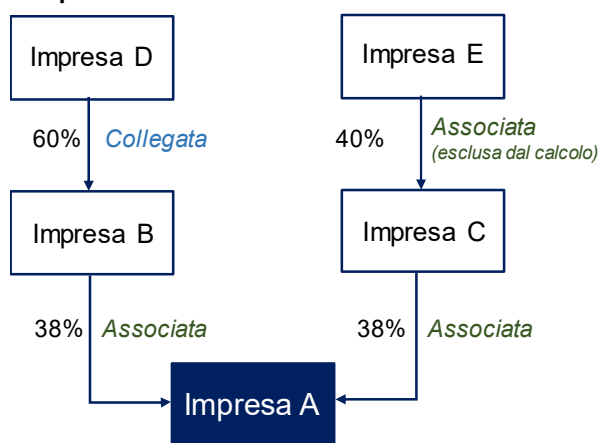 Impresa D
Impresa E
60%
Collegata
40%
Associata
(esclusa dal calcolo)
Impresa B
Impresa C
38%
Associata
38%
Associata
Impresa A